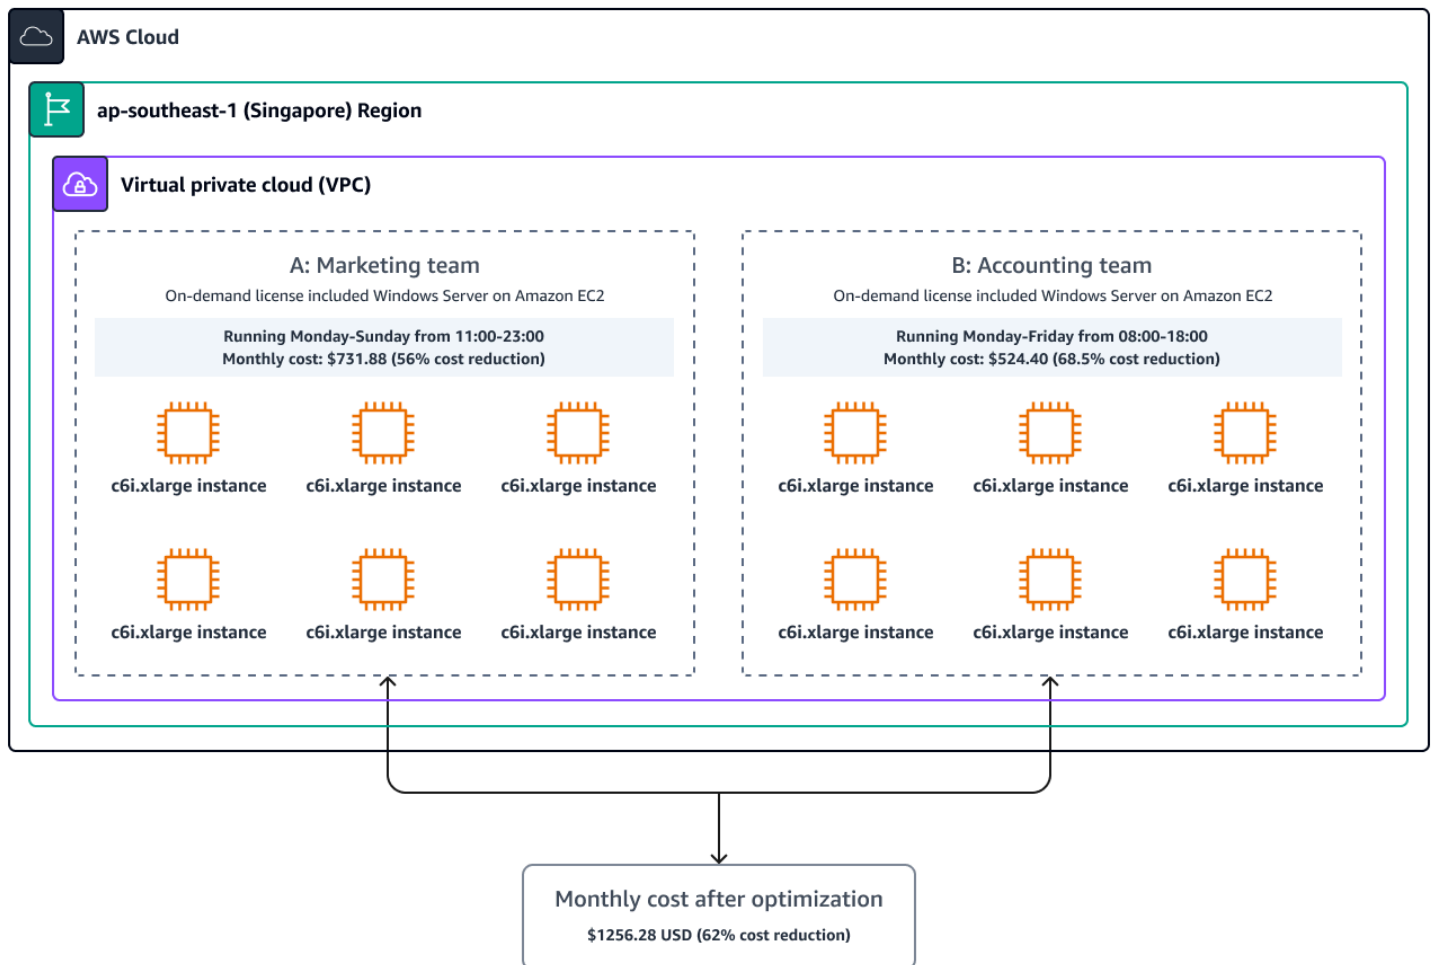 AWS Cloud
ap-southeast-1 (Singapore) Region
Virtual private cloud (VPC)
A: Marketing team
On-demand license included Windows Server on Amazon EC2
Running Monday-Sunday from 11:00-23:00
Monthly cost: $731.88 (56% cost reduction)
c6i.xlarge instance
c6i.xlarge instance
c6i.xlarge instance
c6i.xlarge instance
c6i.xlarge instance
c6i.xlarge instance
B: Accounting team
On-demand license included Windows Server on Amazon EC2
Running Monday-Friday from 08:00-18:00
Monthly cost: $524.40 (68.5% cost reduction)
c6i.xlarge instance
c6i.xlarge instance
c6i.xlarge instance
c6i.xlarge instance
c6i.xlarge instance
c6i.xlarge instance
Monthly cost after optimization
$1256.28 USD (62% cost reduction)